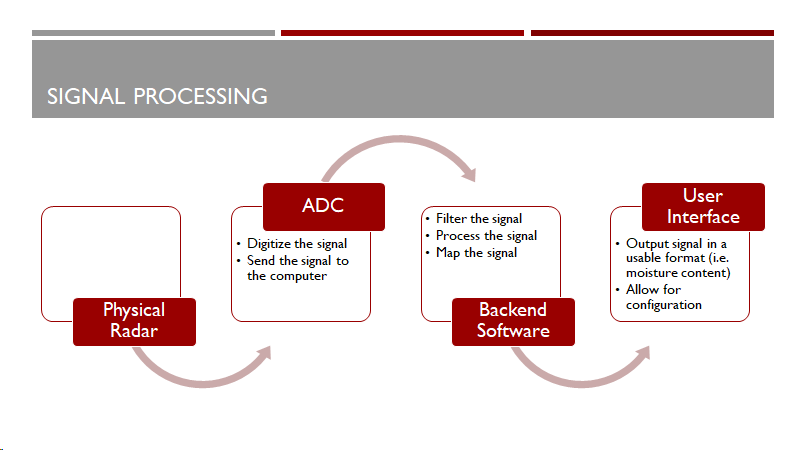 SIGNAL PROCESSING
Physical
Radar
ADC
• Digitize the signal
• Send the signal to
the computer
• Filter the signal
• Process the signal
• Map the signal
Backend
Software
User
Interface
• Output signal in a
usable format (i.e.
moisture content)
• Allow for
configuration